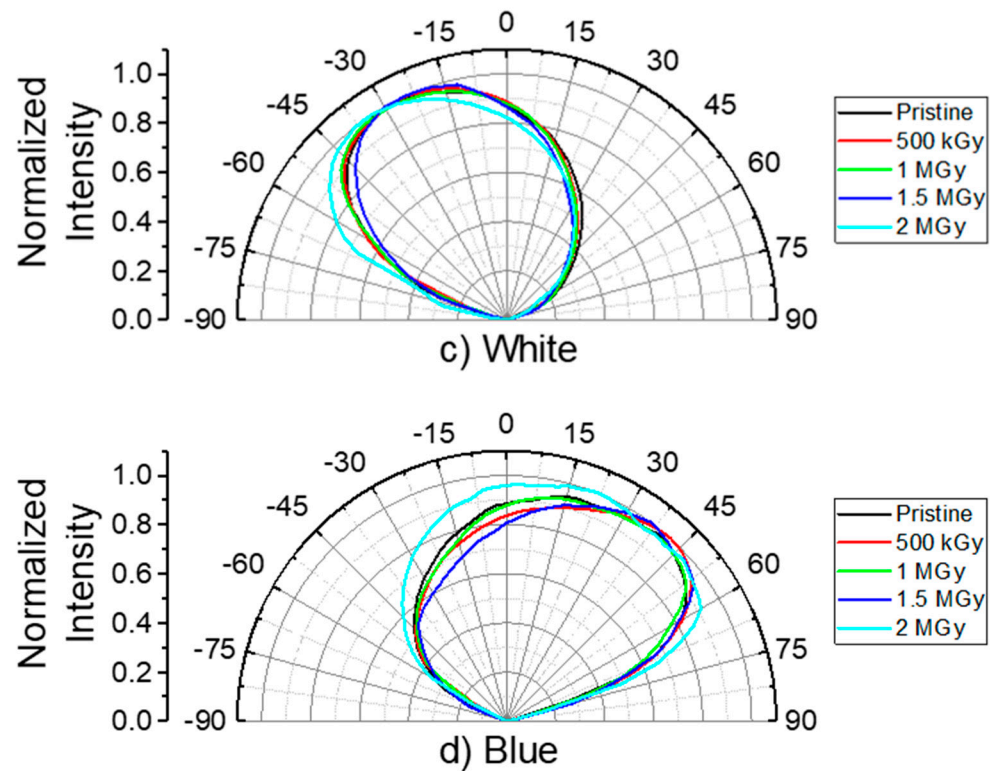 0
-15
15
-30
30
-45
45
-60
60
-75
75
-90
90
1.0
0.8
0.6
0.4
0.2
0.0
Normalized
Intensity
Pristine
500 kGy
1 MGy
1.5 MGy
2 MGy
c) White
0
-15
15
-30
30
-45
45
-60
60
-75
75
-90
90
1.0
0.8
0.6
0.4
0.2
0.0
Normalized
Intensity
Pristine
500 kGy
1 MGy
1.5 MGy
2 MGy
d) Blue